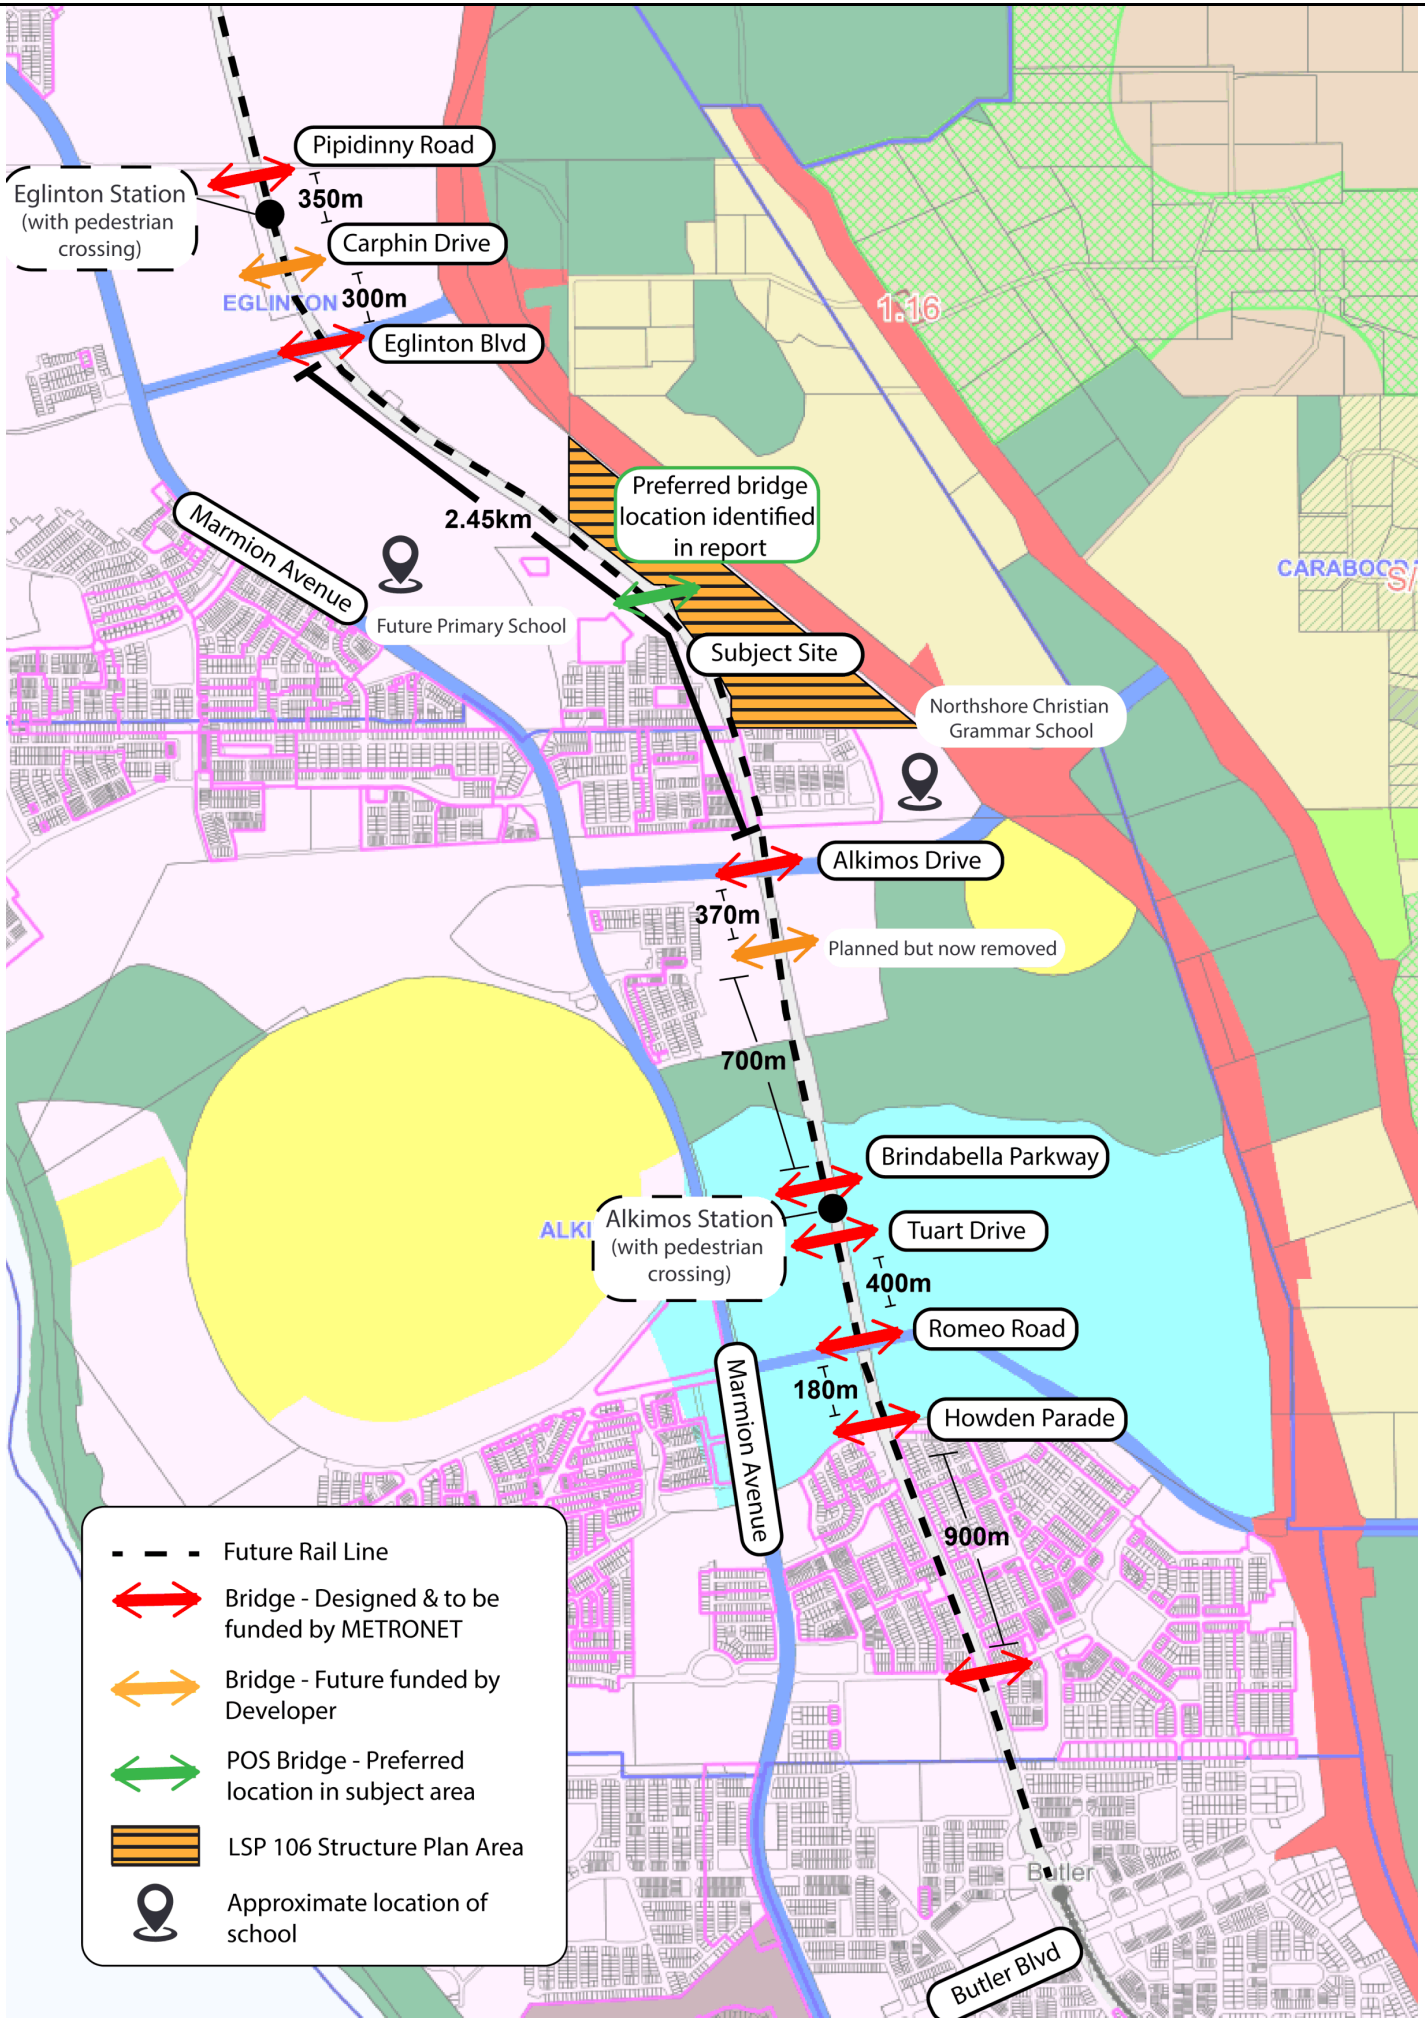 Pipidinny Road
Eglinton Station
(with pedestrian
crossing)
350m
Carphin Drive
EGLINTON
300m
Eglinton Blvd
1.16
Preferred bridge
location identified
in report
2.45km
Marmion Avenue
Future Primary School
CARABOODA
Subject Site
Northshore Christian
Grammar School
Alkimos Drive
370m
Planned but now removed
700m
Brindabella Parkway
Alkimos Station
(with pedestrian
crossing)
ALKI
Tuart Drive
400m
Romeo Road
180m
Marmion Avenue
Howden Parade
900m
Future Rail Line
Bridge - Designed & to be
funded by METRONET
Bridge - Future funded by
Developer
POS Bridge - Preferred
location in subject area
LSP 106 Structure Plan Area
Approximate location of
school
Butler
Butler Blvd